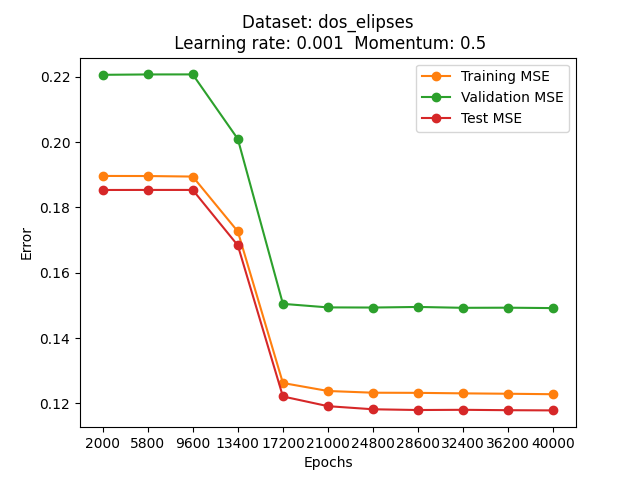 Dataset: dos_elipses
Learning rate: 0.001  Momentum: 0.5
Training MSE
Validation MSE
Test MSE
Error
0.22
0.20
0.18
0.16
0.14
0.12
2000 5800 9600 13400 17200 21000 24800 28600 32400 36200 40000
Epochs